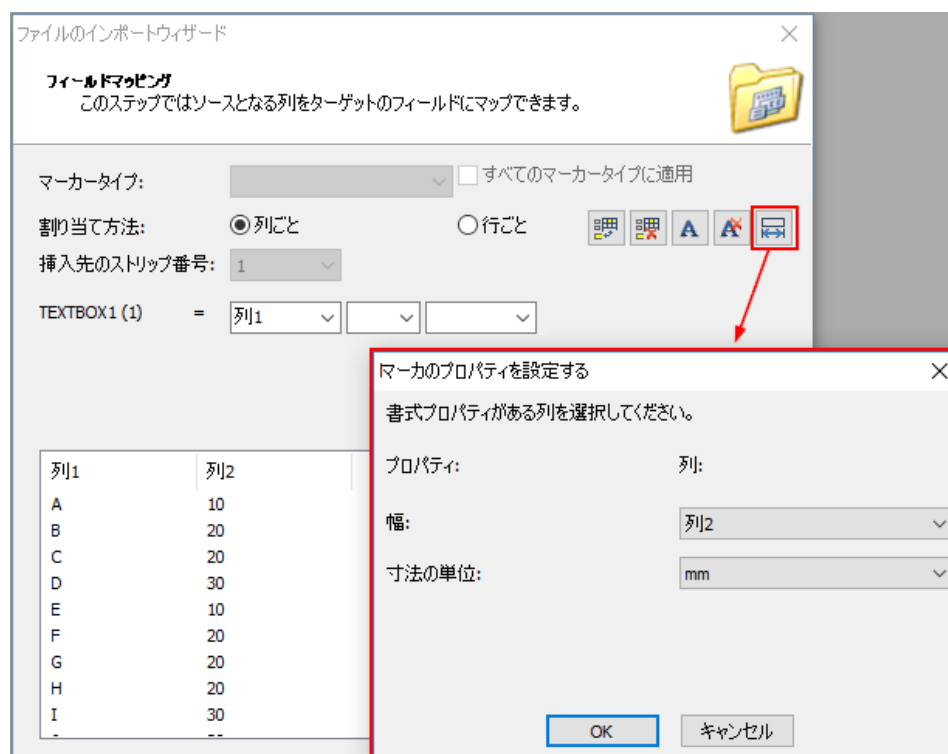 ファイルのインポートウィザード
フィールドマッピング
このステップではソースとなる列をターゲットのフィールドにマップできます。
マーカータイプ:
すべてのマーカータイプに適用
割り当て方法:
列ごと
行ごと
A
A
挿入先のストリップ番号:
1
TEXTBOX1 (1)
=
列1
マーカのプロパティを設定する
書式プロパティがある列を選択してください。
プロパティ:
列:
幅:
列2
寸法の単位:
mm
OK
キャンセル
列1 列2
A 10
B 20
C 20
D 30
E 10
F 20
G 20
H 20
I 30